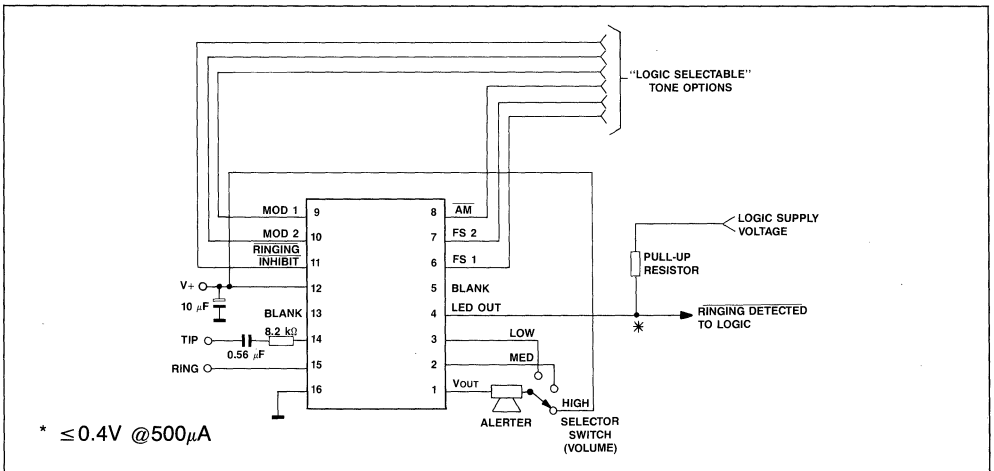 "LOGIC SELECTABLE"
TONE OPTIONS
MOD 1 9
MOD 2 10
RINGING
INHIBIT 11
V+ 12
10 µF
BLANK 13
8.2 kΩ
TIP 14
0.56 µF
RING 15
16
8 AM
7 FS 2
6 FS 1
5 BLANK
4 LED OUT
3 LOW
2 MED
1 VOUT
HIGH
ALERTER
SELECTOR
SWITCH
(VOLUME)
LOGIC SUPPLY
VOLTAGE
PULL-UP
RESISTOR
RINGING DETECTED
TO LOGIC
*
* ≤0.4V @500µA